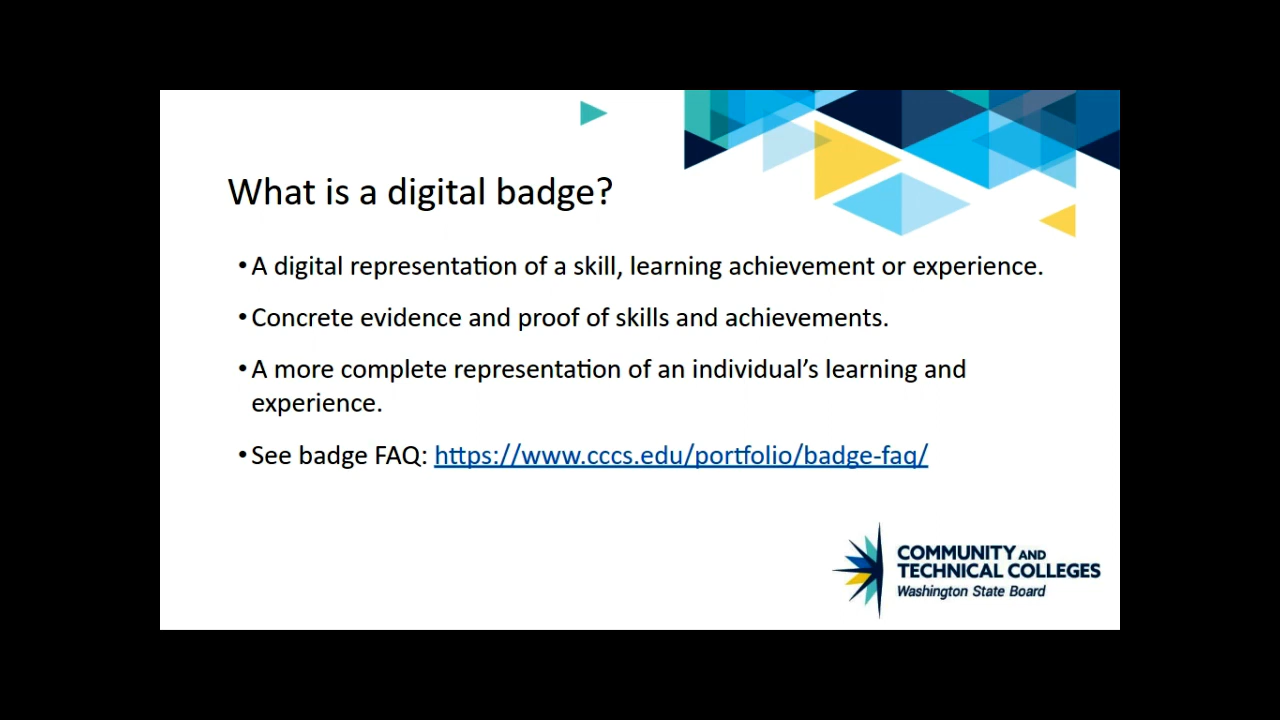 What is a digital badge?
• A digital representation of a skill, learning achievement or experience.
• Concrete evidence and proof of skills and achievements.
• A more complete representation of an individual’s learning and
experience.
• See badge FAQ: https://www.cccs.edu/portfolio/badge-faq/
COMMUNITY AND
TECHNICAL COLLEGES
Washington State Board